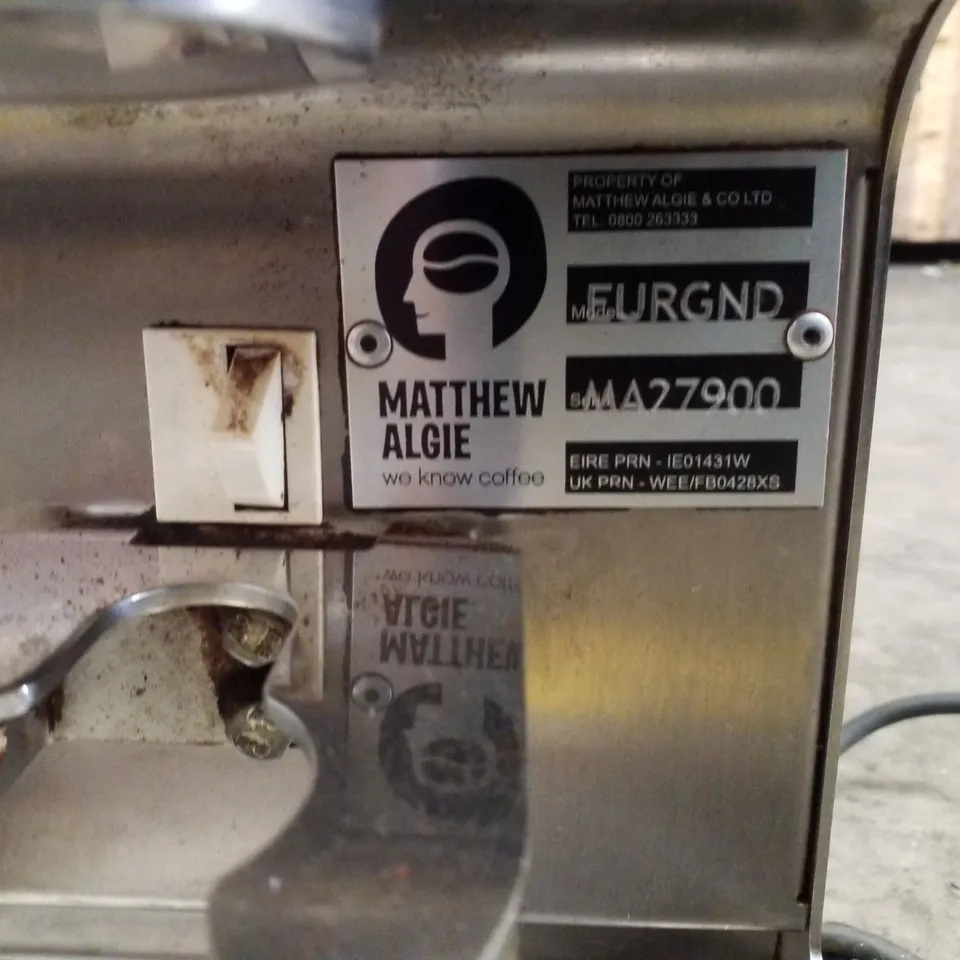 MATTHEW
ALGIE
we know coffee
PROPERTY OF
MATTHEW ALGIE & CO LTD
TEL: 0800 263333
Model EURGND
MA27900
EIRE PRN - IE01431W
UK PRN - WEE/FB0428XS